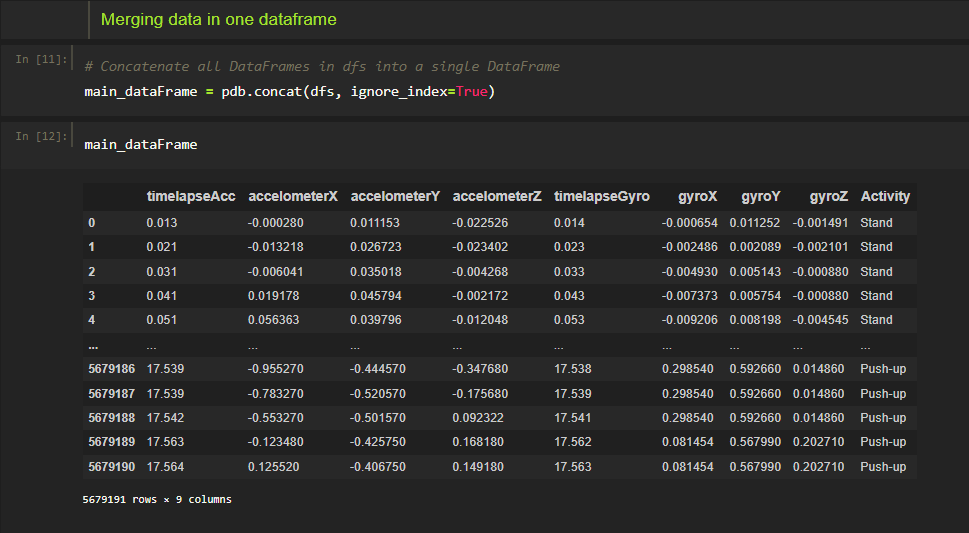 Merging data in one dataframe
In [11]:
# Concatenate all DataFrames in dfs into a single DataFrame
main_dataFrame = pdb.concat(dfs, ignore_index=True)
In [12]:
main_dataFrame
timelapseAcc accelometerX accelometerY accelometerZ timelapseGyro gyroX gyroY gyroZ Activity
0 0.013 -0.000280 0.011153 -0.022526 0.014 -0.000654 0.011252 -0.001491 Stand
1 0.021 -0.013218 0.026723 -0.023402 0.023 -0.002486 0.002089 -0.002101 Stand
2 0.031 -0.006041 0.035018 -0.004268 0.033 -0.004930 0.005143 -0.000880 Stand
3 0.041 0.019178 0.045794 -0.002172 0.043 -0.007373 0.005754 -0.000880 Stand
4 0.051 0.056363 0.039796 -0.012048 0.053 -0.009206 0.008198 -0.004545 Stand
... ... ... ... ... ... ... ... ... ...
5679186 17.539 -0.955270 -0.444570 -0.347680 17.538 0.298540 0.592660 0.014860 Push-up
5679187 17.539 -0.783270 -0.520570 -0.175680 17.539 0.298540 0.592660 0.014860 Push-up
5679188 17.542 -0.553270 -0.501570 0.092322 17.541 0.298540 0.592660 0.014860 Push-up
5679189 17.563 -0.123480 -0.425750 0.168180 17.562 0.081454 0.567990 0.202710 Push-up
5679190 17.564 0.125520 -0.406750 0.149180 17.563 0.081454 0.567990 0.202710 Push-up
5679191 rows × 9 columns